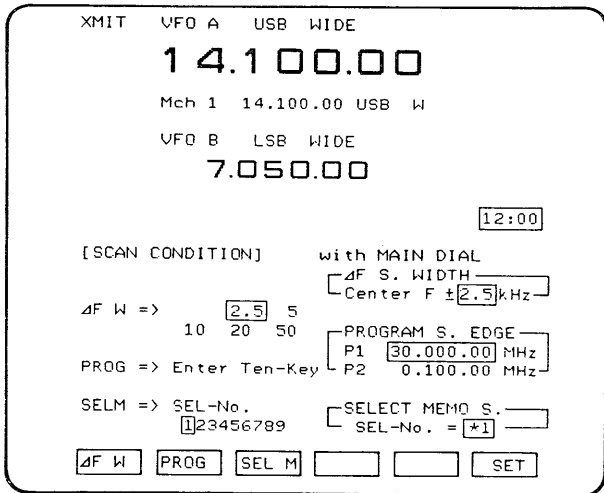 XMIT VFO A USB WIDE
14.100.00
Mch 1 14.100.00 USB W
VFO B LSB WIDE
7.050.00
12:00
[SCAN CONDITION] with MAIN DIAL
⊿F S. WIDTH
Center F ±2.5kHz
⊿F W => 2.5 5
10 20 50
PROGRAM S. EDGE
P1 30.000.00 MHz
PROG => Enter Ten-Key P2 0.100.00 MHz
SELM => SEL-No. SELECT MEMO S.
123456789 SEL-No. = *1
⊿F W PROG SEL M SET